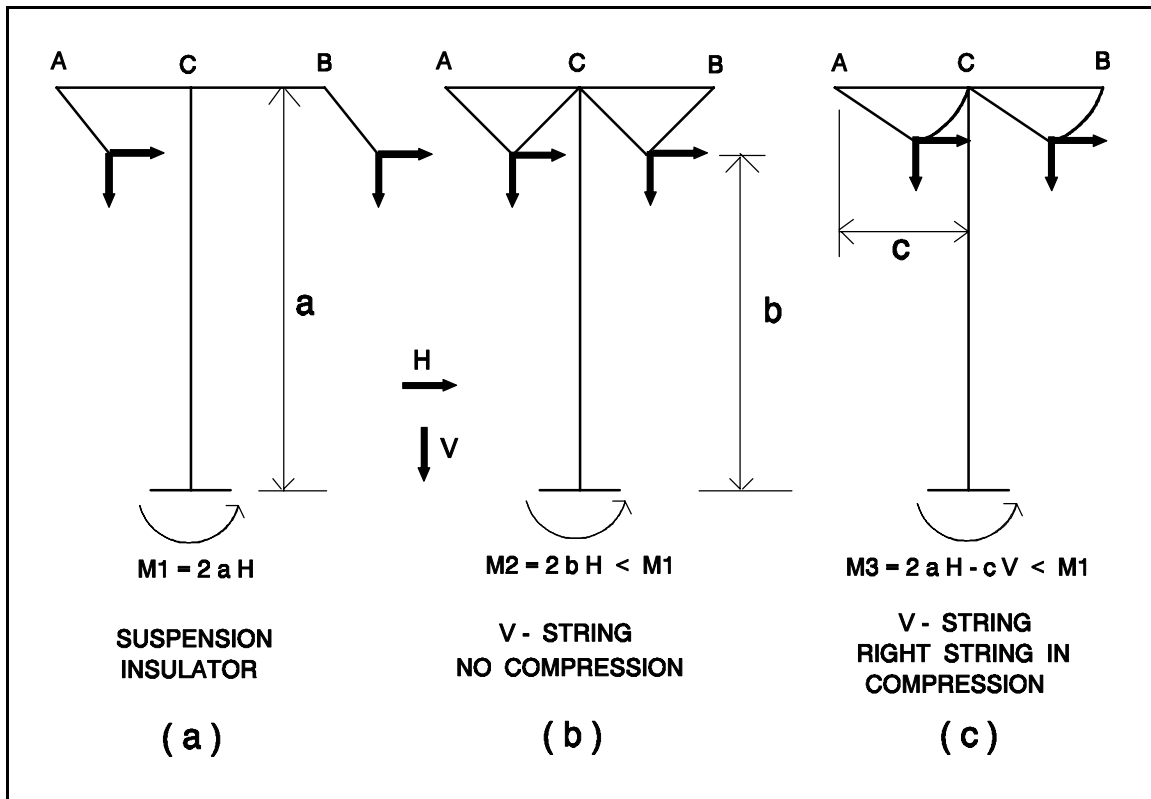 A C B
a
M1 = 2 a H
SUSPENSION
INSULATOR
( a )
H
V
A C B
b
M2 = 2 b H < M1
V - STRING
NO COMPRESSION
( b )
A C B
c
M3 = 2 a H - c V < M1
V - STRING
RIGHT STRING IN
COMPRESSION
( c )